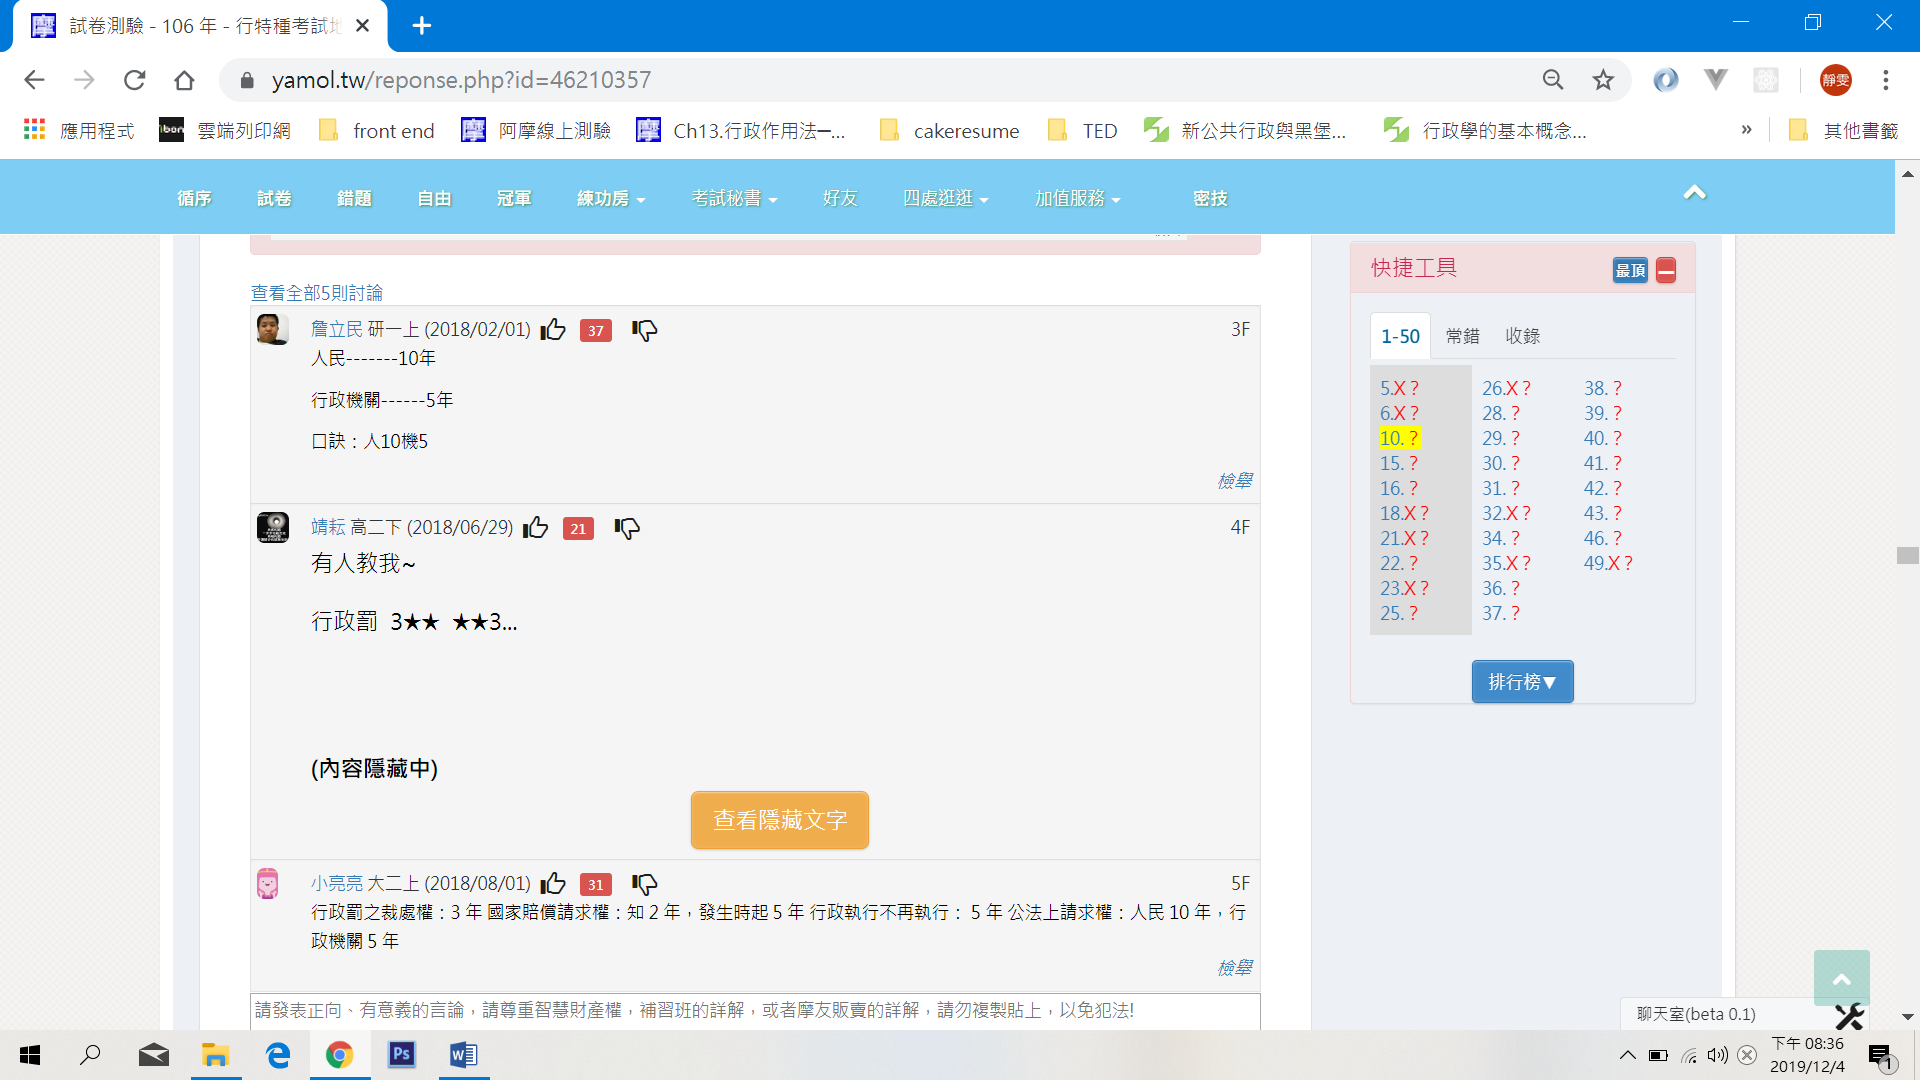 試卷測驗 - 106 年 - 行特種考試地
yamol.tw/reponse.php?id=46210357
靜雯
應用程式
ibon
雲端列印網
front end
摩
阿摩線上測驗
摩
Ch13.行政作用法一...
cakeresume
TED
新公共行政與黑堡...
行政學的基本概念...
»
其他書籤
循序
試卷
錯題
自由
冠軍
練功房
考試秘書
好友
四處逛逛
加值服務
密技
查看全部5則討論
詹立民 研一上 (2018/02/01) 37 3F
人民-------10年
行政機關------5年
口訣：人10機5
檢舉
靖耘 高二下 (2018/06/29) 21 4F
有人教我~
行政罰 3★★ ★★3...
(內容隱藏中)
查看隱藏文字
小亮亮 大二上 (2018/08/01) 31 5F
行政罰之裁處權：3 年 國家賠償請求權：知 2 年，發生時起 5 年 行政執行不再執行： 5 年 公法上請求權：人民 10 年，行
政機關 5 年
檢舉
請發表正向、有意義的言論，請尊重智慧財產權，補習班的詳解，或者摩友販賣的詳解，請勿複製貼上，以免犯法!
快捷工具
最頂
1-50
常錯
收錄
5.X ?
6.X ?
10. ?
15. ?
16. ?
18.X ?
21.X ?
22. ?
23.X ?
25. ?
26.X ?
28. ?
29. ?
30. ?
31. ?
32.X ?
34. ?
35.X ?
36. ?
37. ?
38. ?
39. ?
40. ?
41. ?
42. ?
43. ?
46. ?
49.X ?
排行榜▼
聊天室(beta 0.1)
Ps
下午 08:36
2019/12/4
1